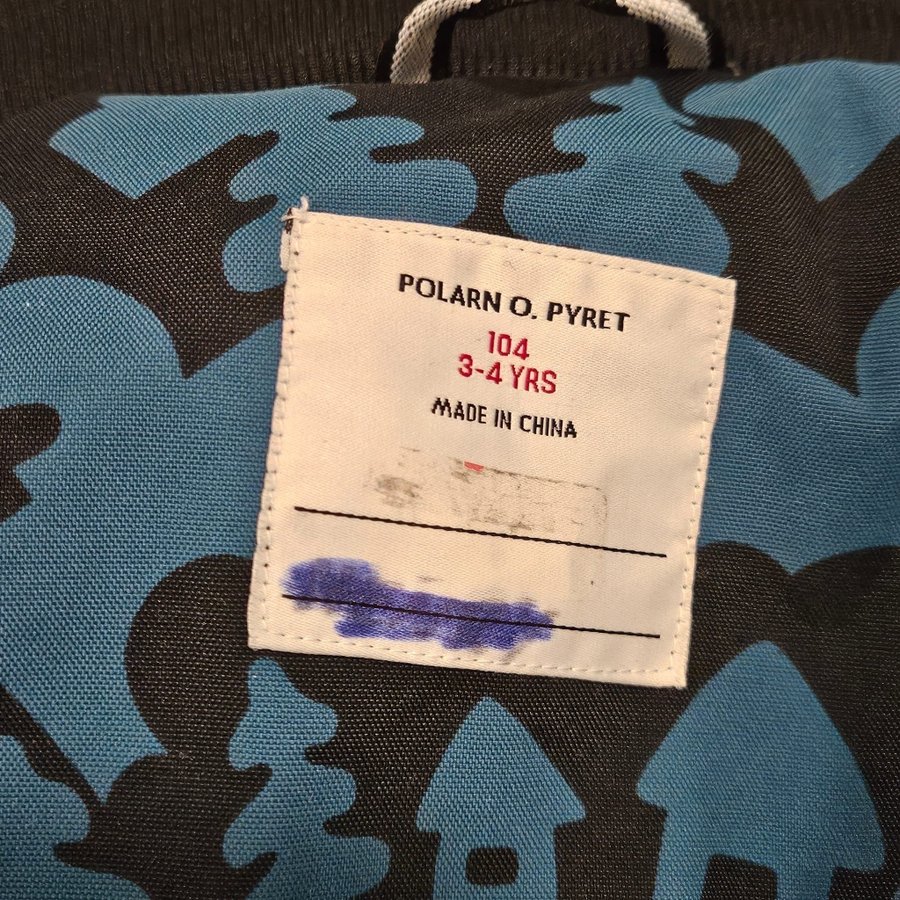 POLARN O. PYRET
104
3-4 YRS
MADE IN CHINA